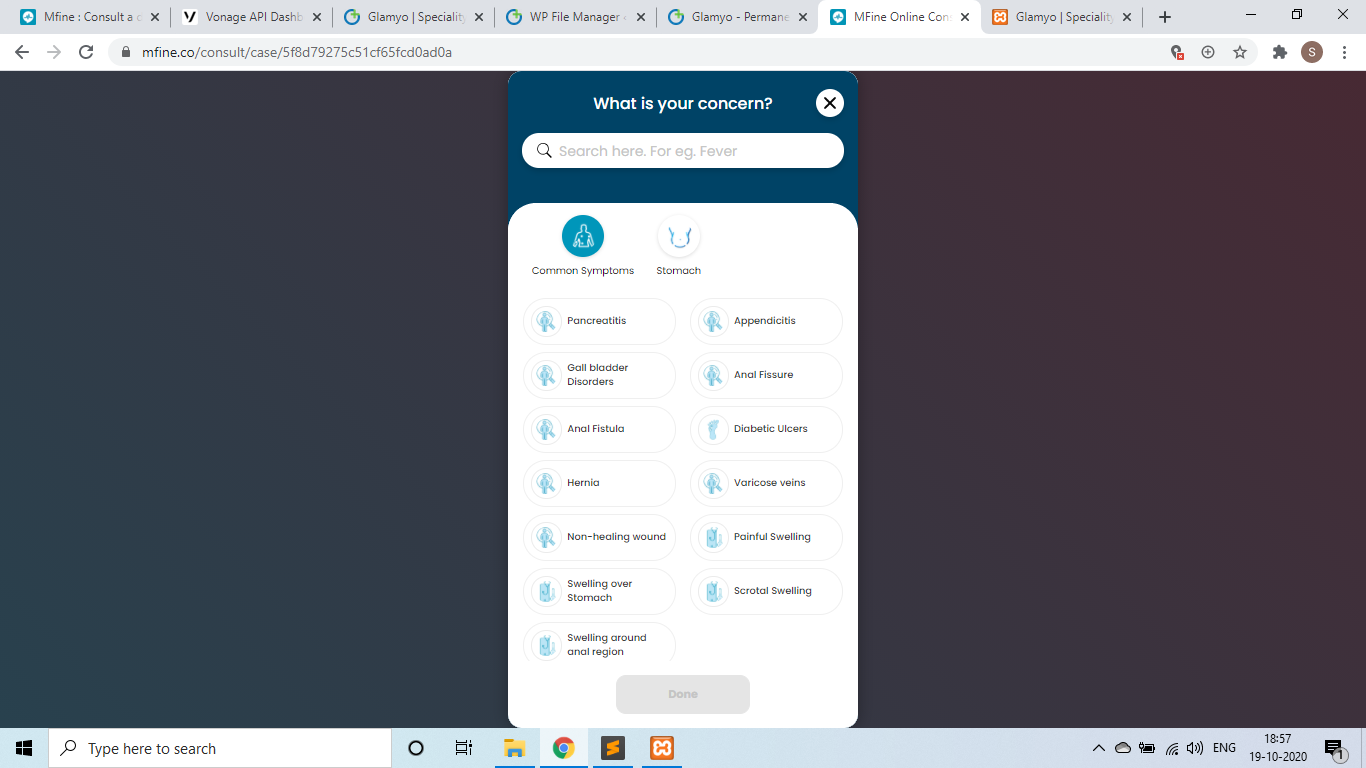 Mfine : Consult a d
Vonage API Dashb
Glamyo | Speciality
WP File Manager
Glamyo - Permane
MFine Online Cons
Glamyo | Speciality
mfine.co/consult/case/5f8d79275c51cf65fcd0ad0a
S
What is your concern?
Search here. For eg. Fever
Common Symptoms
Stomach
Pancreatitis
Appendicitis
Gall bladder
Disorders
Anal Fissure
Anal Fistula
Diabetic Ulcers
Hernia
Varicose veins
Non-healing wound
Painful Swelling
Swelling over
Stomach
Scrotal Swelling
Swelling around
anal region
Done
Type here to search
ENG
18:57
19-10-2020
1